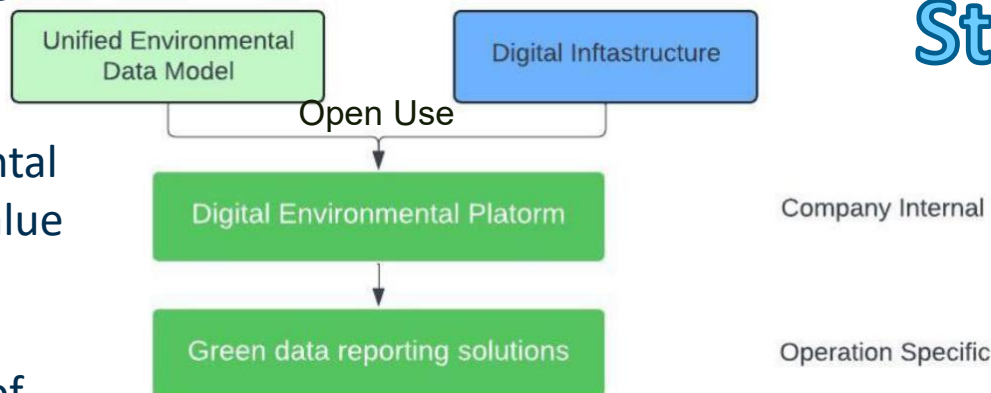 Unified Environmental
Data Model
Digital Inftastructure
St
Open Use
ntal
alue
Digital Environmental Platorm
Company Internal
Green data reporting solutions
Operation Specific
of